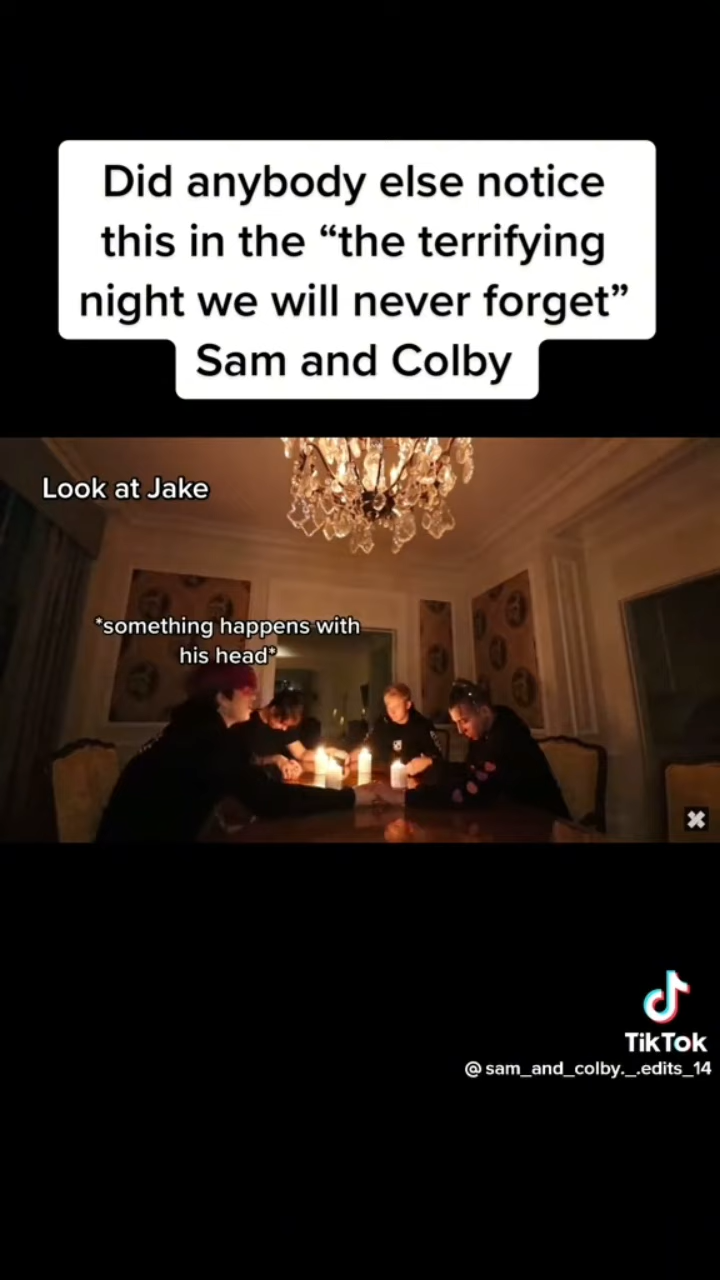 Did anybody else notice
this in the “the terrifying
night we will never forget”
Sam and Colby
Look at Jake
*something happens with
his head*
TikTok
@sam_and_colby._.edits_14